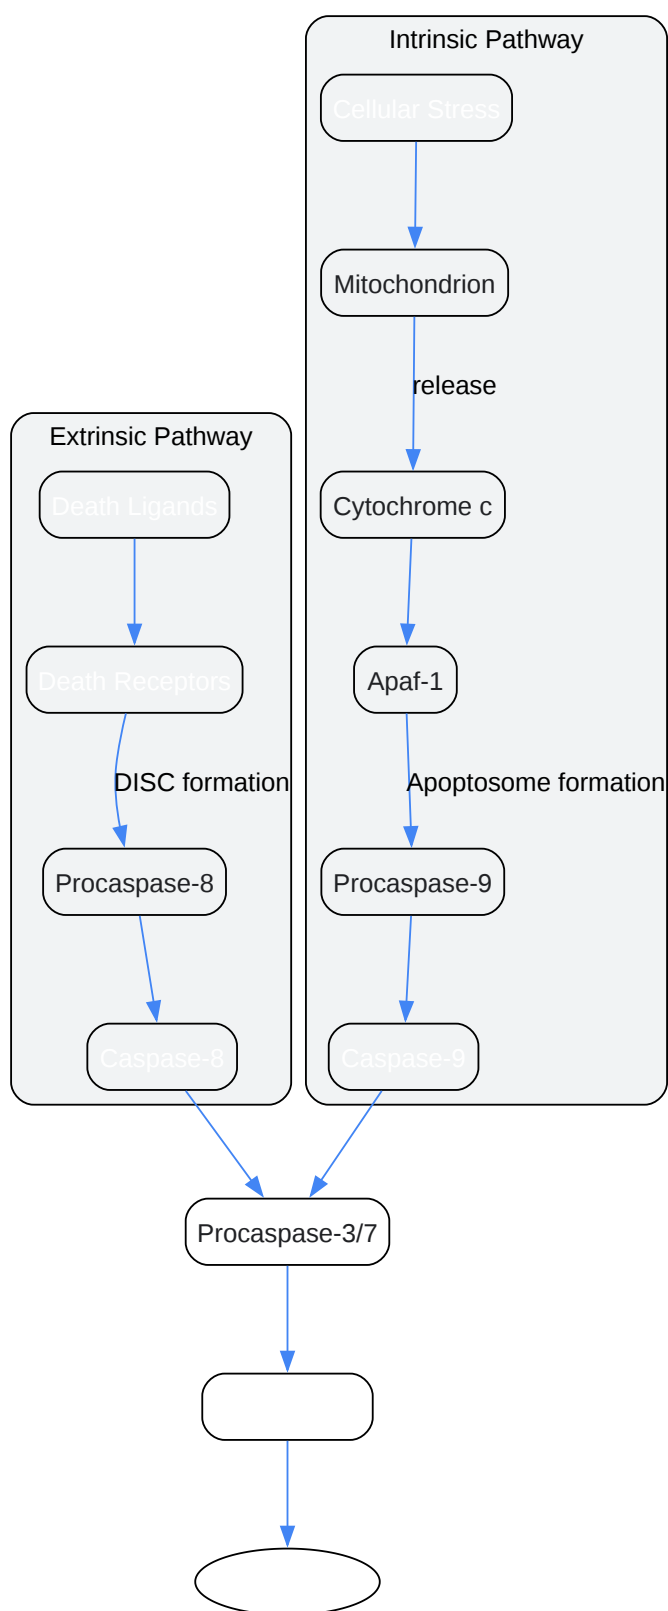 Intrinsic Pathway
Cellular Stress
Mitochondrion
release
Cytochrome c
Apaf-1
Apoptosome formation
Procaspase-9
Caspase-9
Extrinsic Pathway
Death Ligands
Death Receptors
DISC formation
Procaspase-8
Caspase-8
Procaspase-3/7